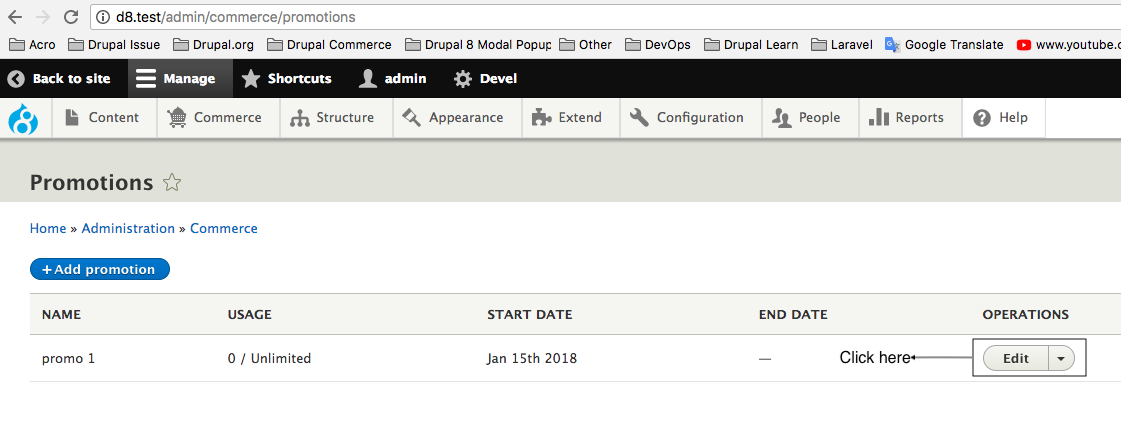 d8.test/admin/commerce/promotions
Acro Drupal Issue Drupal.org Drupal Commerce Drupal 8 Modal Popup Other DevOps Drupal Learn Laravel Google Translate www.youtube.c
Back to site Manage Shortcuts admin Devel
Content Commerce Structure Appearance Extend Configuration People Reports Help
Promotions
Home » Administration » Commerce
+ Add promotion
NAME USAGE START DATE END DATE OPERATIONS
promo 1 0 / Unlimited Jan 15th 2018 — Click here Edit